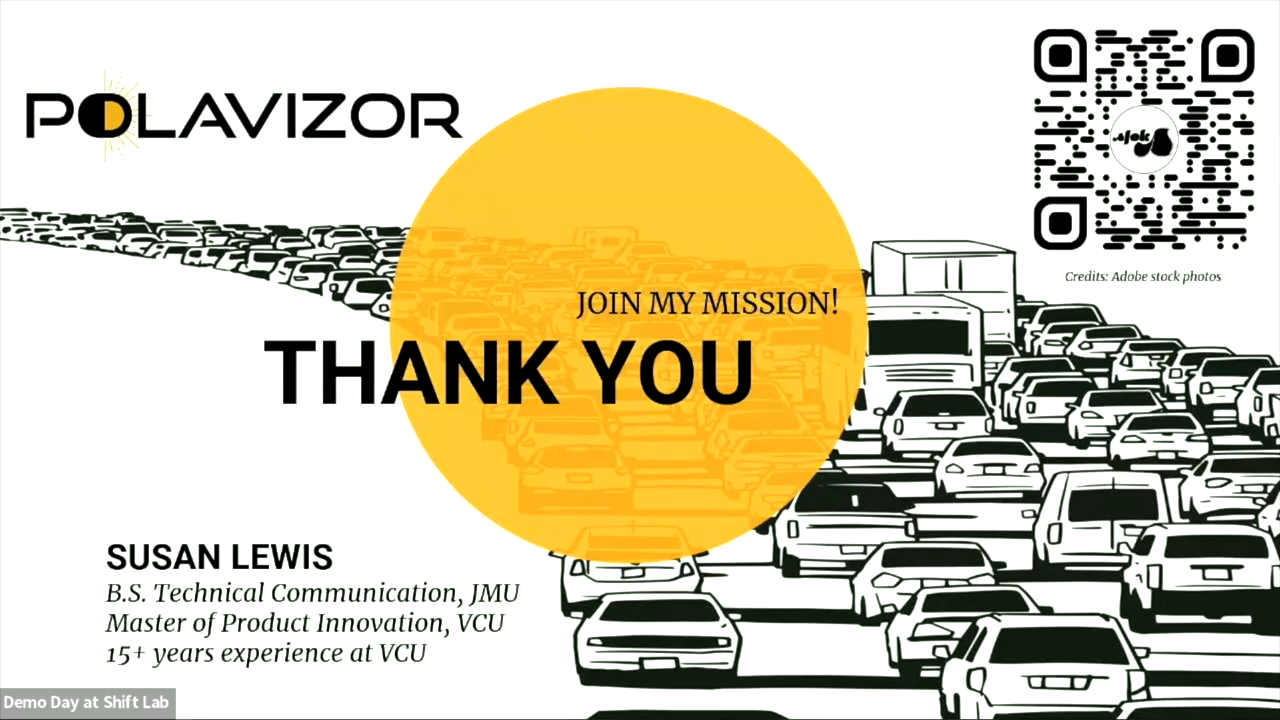 POLAVIZOR
Credits: Adobe stock photos
JOIN MY MISSION!
THANK YOU
SUSAN LEWIS
B.S. Technical Communication, JMU
Master of Product Innovation, VCU
15+ years experience at VCU
Demo Day at Shift Lab